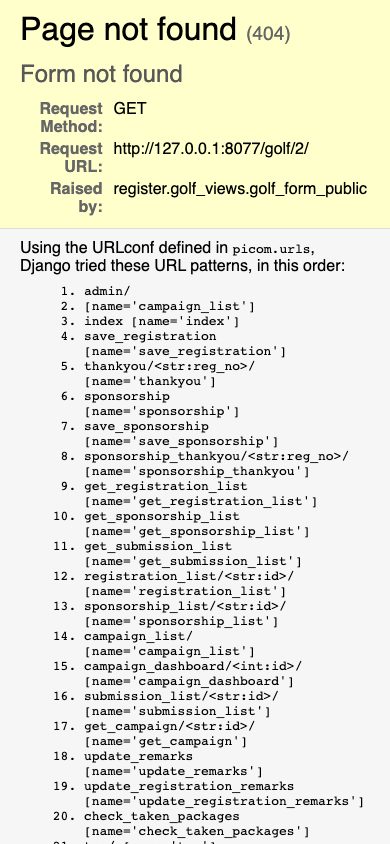 Page not found (404)
Form not found
Request GET
Method:
Request http://127.0.0.1:8077/golf/2/
URL:
Raised register.golf_views.golf_form_public
by:
Using the URLconf defined in picom.urls,
Django tried these URL patterns, in this order:
1. admin/
2. [name='campaign_list']
3. index [name='index']
4. save_registration
[name='save_registration']
5. thankyou/<str:reg_no>/
[name='thankyou']
6. sponsorship
[name='sponsorship']
7. save_sponsorship
[name='save_sponsorship']
8. sponsorship_thankyou/<str:reg_no>/
[name='sponsorship_thankyou']
9. get_registration_list
[name='get_registration_list']
10. get_sponsorship_list
[name='get_sponsorship_list']
11. get_submission_list
[name='get_submission_list']
12. registration_list/<str:id>/
[name='registration_list']
13. sponsorship_list/<str:id>/
[name='sponsorship_list']
14. campaign_list/
[name='campaign_list']
15. campaign_dashboard/<int:id>/
[name='campaign_dashboard']
16. submission_list/<str:id>/
[name='submission_list']
17. get_campaign/<str:id>/
[name='get_campaign']
18. update_remarks
[name='update_remarks']
19. update_registration_remarks
[name='update_registration_remarks']
20. check_taken_packages
[name='check_taken_packages']